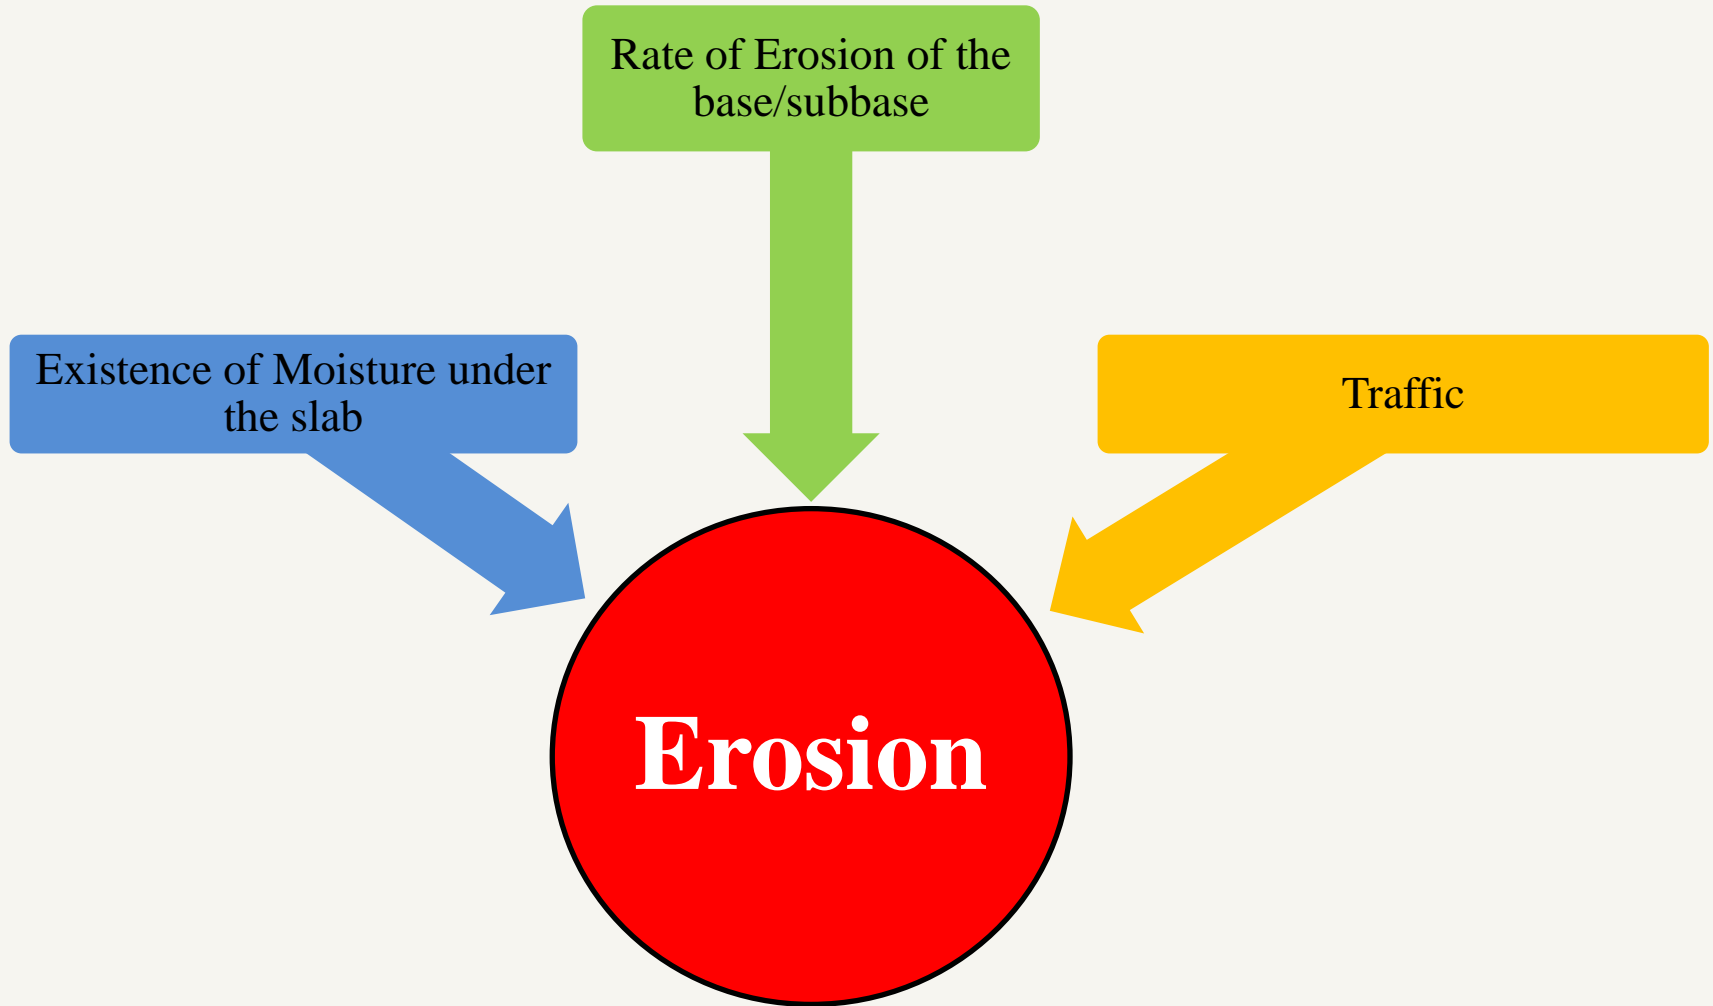 Rate of Erosion of the
base/subbase
Existence of Moisture under
the slab
Traffic
Erosion